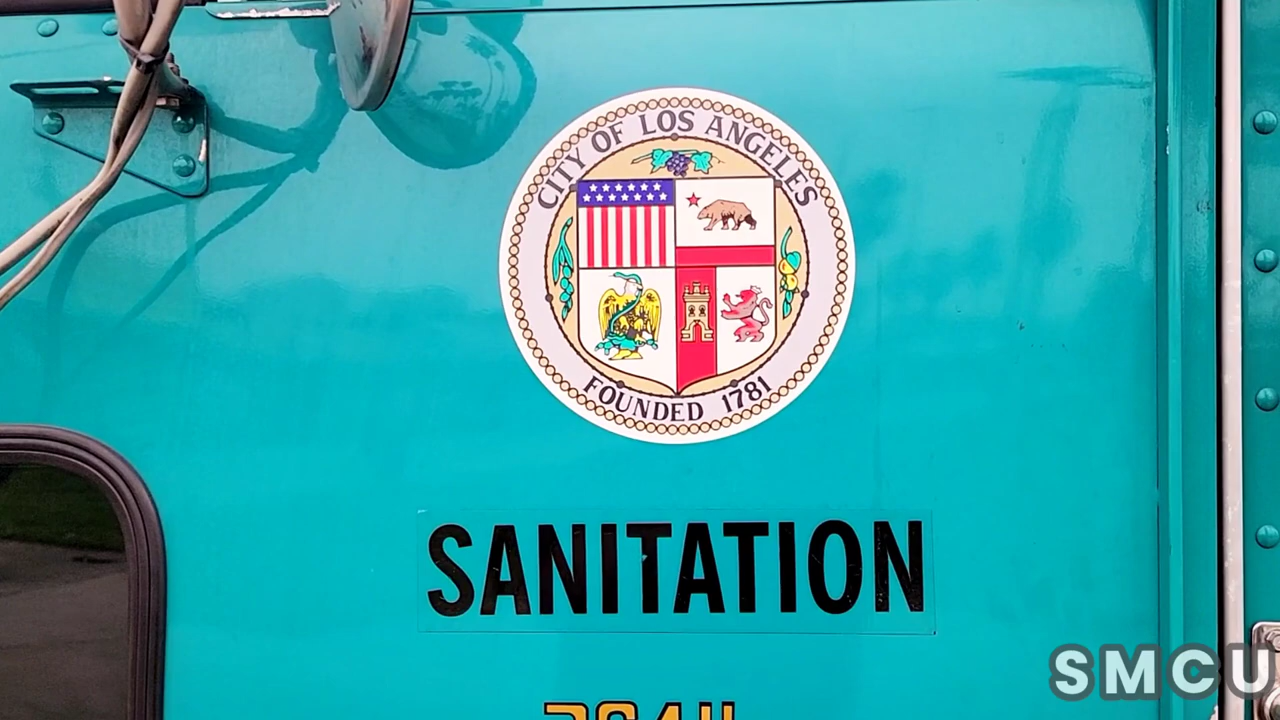 CITY OF LOS ANGELES
FOUNDED 1781
SANITATION
SMCU